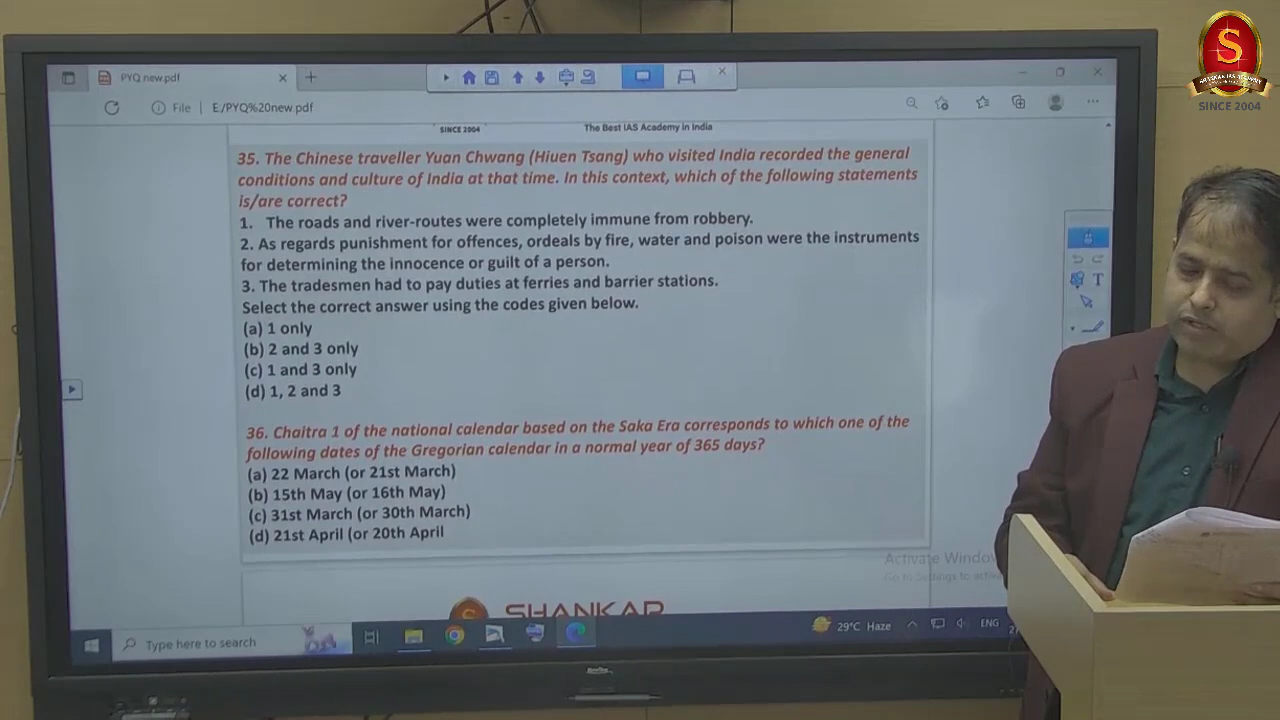 S
SINCE 2004
PYQ new.pdf
File | E:/PYQ%20new.pdf
SINCE 2004
The Best IAS Academy in India
35. The Chinese traveller Yuan Chwang (Hiuen Tsang) who visited India recorded the general
conditions and culture of India at that time. In this context, which of the following statements
is/are correct?
1. The roads and river-routes were completely immune from robbery.
2. As regards punishment for offences, ordeals by fire, water and poison were the instruments
for determining the innocence or guilt of a person.
3. The tradesmen had to pay duties at ferries and barrier stations.
Select the correct answer using the codes given below.
(a) 1 only
(b) 2 and 3 only
(c) 1 and 3 only
(d) 1, 2 and 3
36. Chaitra 1 of the national calendar based on the Saka Era corresponds to which one of the
following dates of the Gregorian calendar in a normal year of 365 days?
(a) 22 March (or 21st March)
(b) 15th May (or 16th May)
(c) 31st March (or 30th March)
(d) 21st April (or 20th April
Activate Window
Go to Settings to activa
SHANKAR
Type here to search
29°C Haze
ENG
T